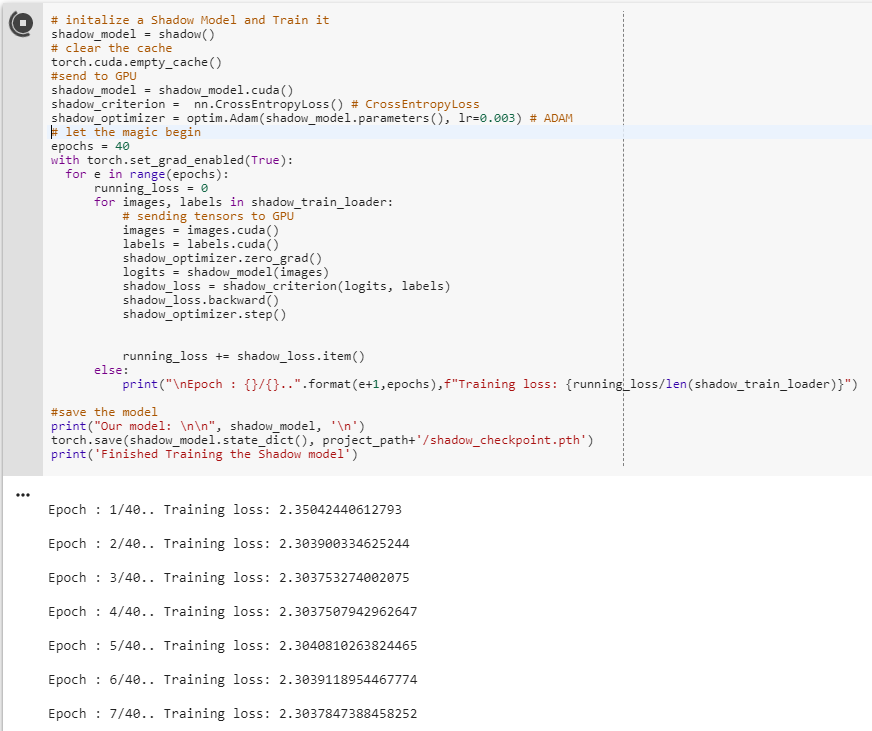 # initalize a Shadow Model and Train it
shadow_model = shadow()
# clear the cache
torch.cuda.empty_cache()
#send to GPU
shadow_model = shadow_model.cuda()
shadow_criterion =  nn.CrossEntropyLoss() # CrossEntropyLoss
shadow_optimizer = optim.Adam(shadow_model.parameters(), lr=0.003) # ADAM
# let the magic begin
epochs = 40
with torch.set_grad_enabled(True):
  for e in range(epochs):
      running_loss = 0
      for images, labels in shadow_train_loader:
          # sending tensors to GPU
          images = images.cuda()
          labels = labels.cuda()
          shadow_optimizer.zero_grad()
          logits = shadow_model(images)
          shadow_loss = shadow_criterion(logits, labels)
          shadow_loss.backward()
          shadow_optimizer.step()
          running_loss += shadow_loss.item()
      else:
          print("\nEpoch : {}/{}..".format(e+1,epochs),f"Training loss: {running_loss/len(shadow_train_loader)}")
#save the model
print("Our model: \n\n", shadow_model, '\n')
torch.save(shadow_model.state_dict(), project_path+'/shadow_checkpoint.pth')
print('Finished Training the Shadow model')
Epoch : 1/40.. Training loss: 2.35042440612793
Epoch : 2/40.. Training loss: 2.303900334625244
Epoch : 3/40.. Training loss: 2.303753274002075
Epoch : 4/40.. Training loss: 2.3037507942962647
Epoch : 5/40.. Training loss: 2.3040810263824465
Epoch : 6/40.. Training loss: 2.3039118954467774
Epoch : 7/40.. Training loss: 2.3037847388458252